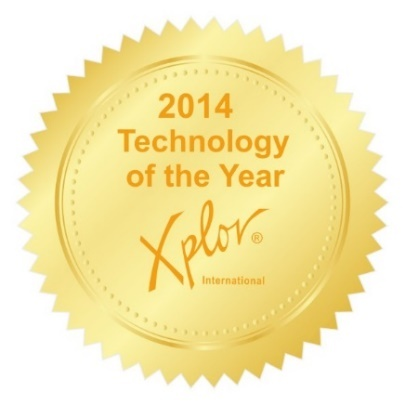 2014
Technology
of the Year
Xplor®
International